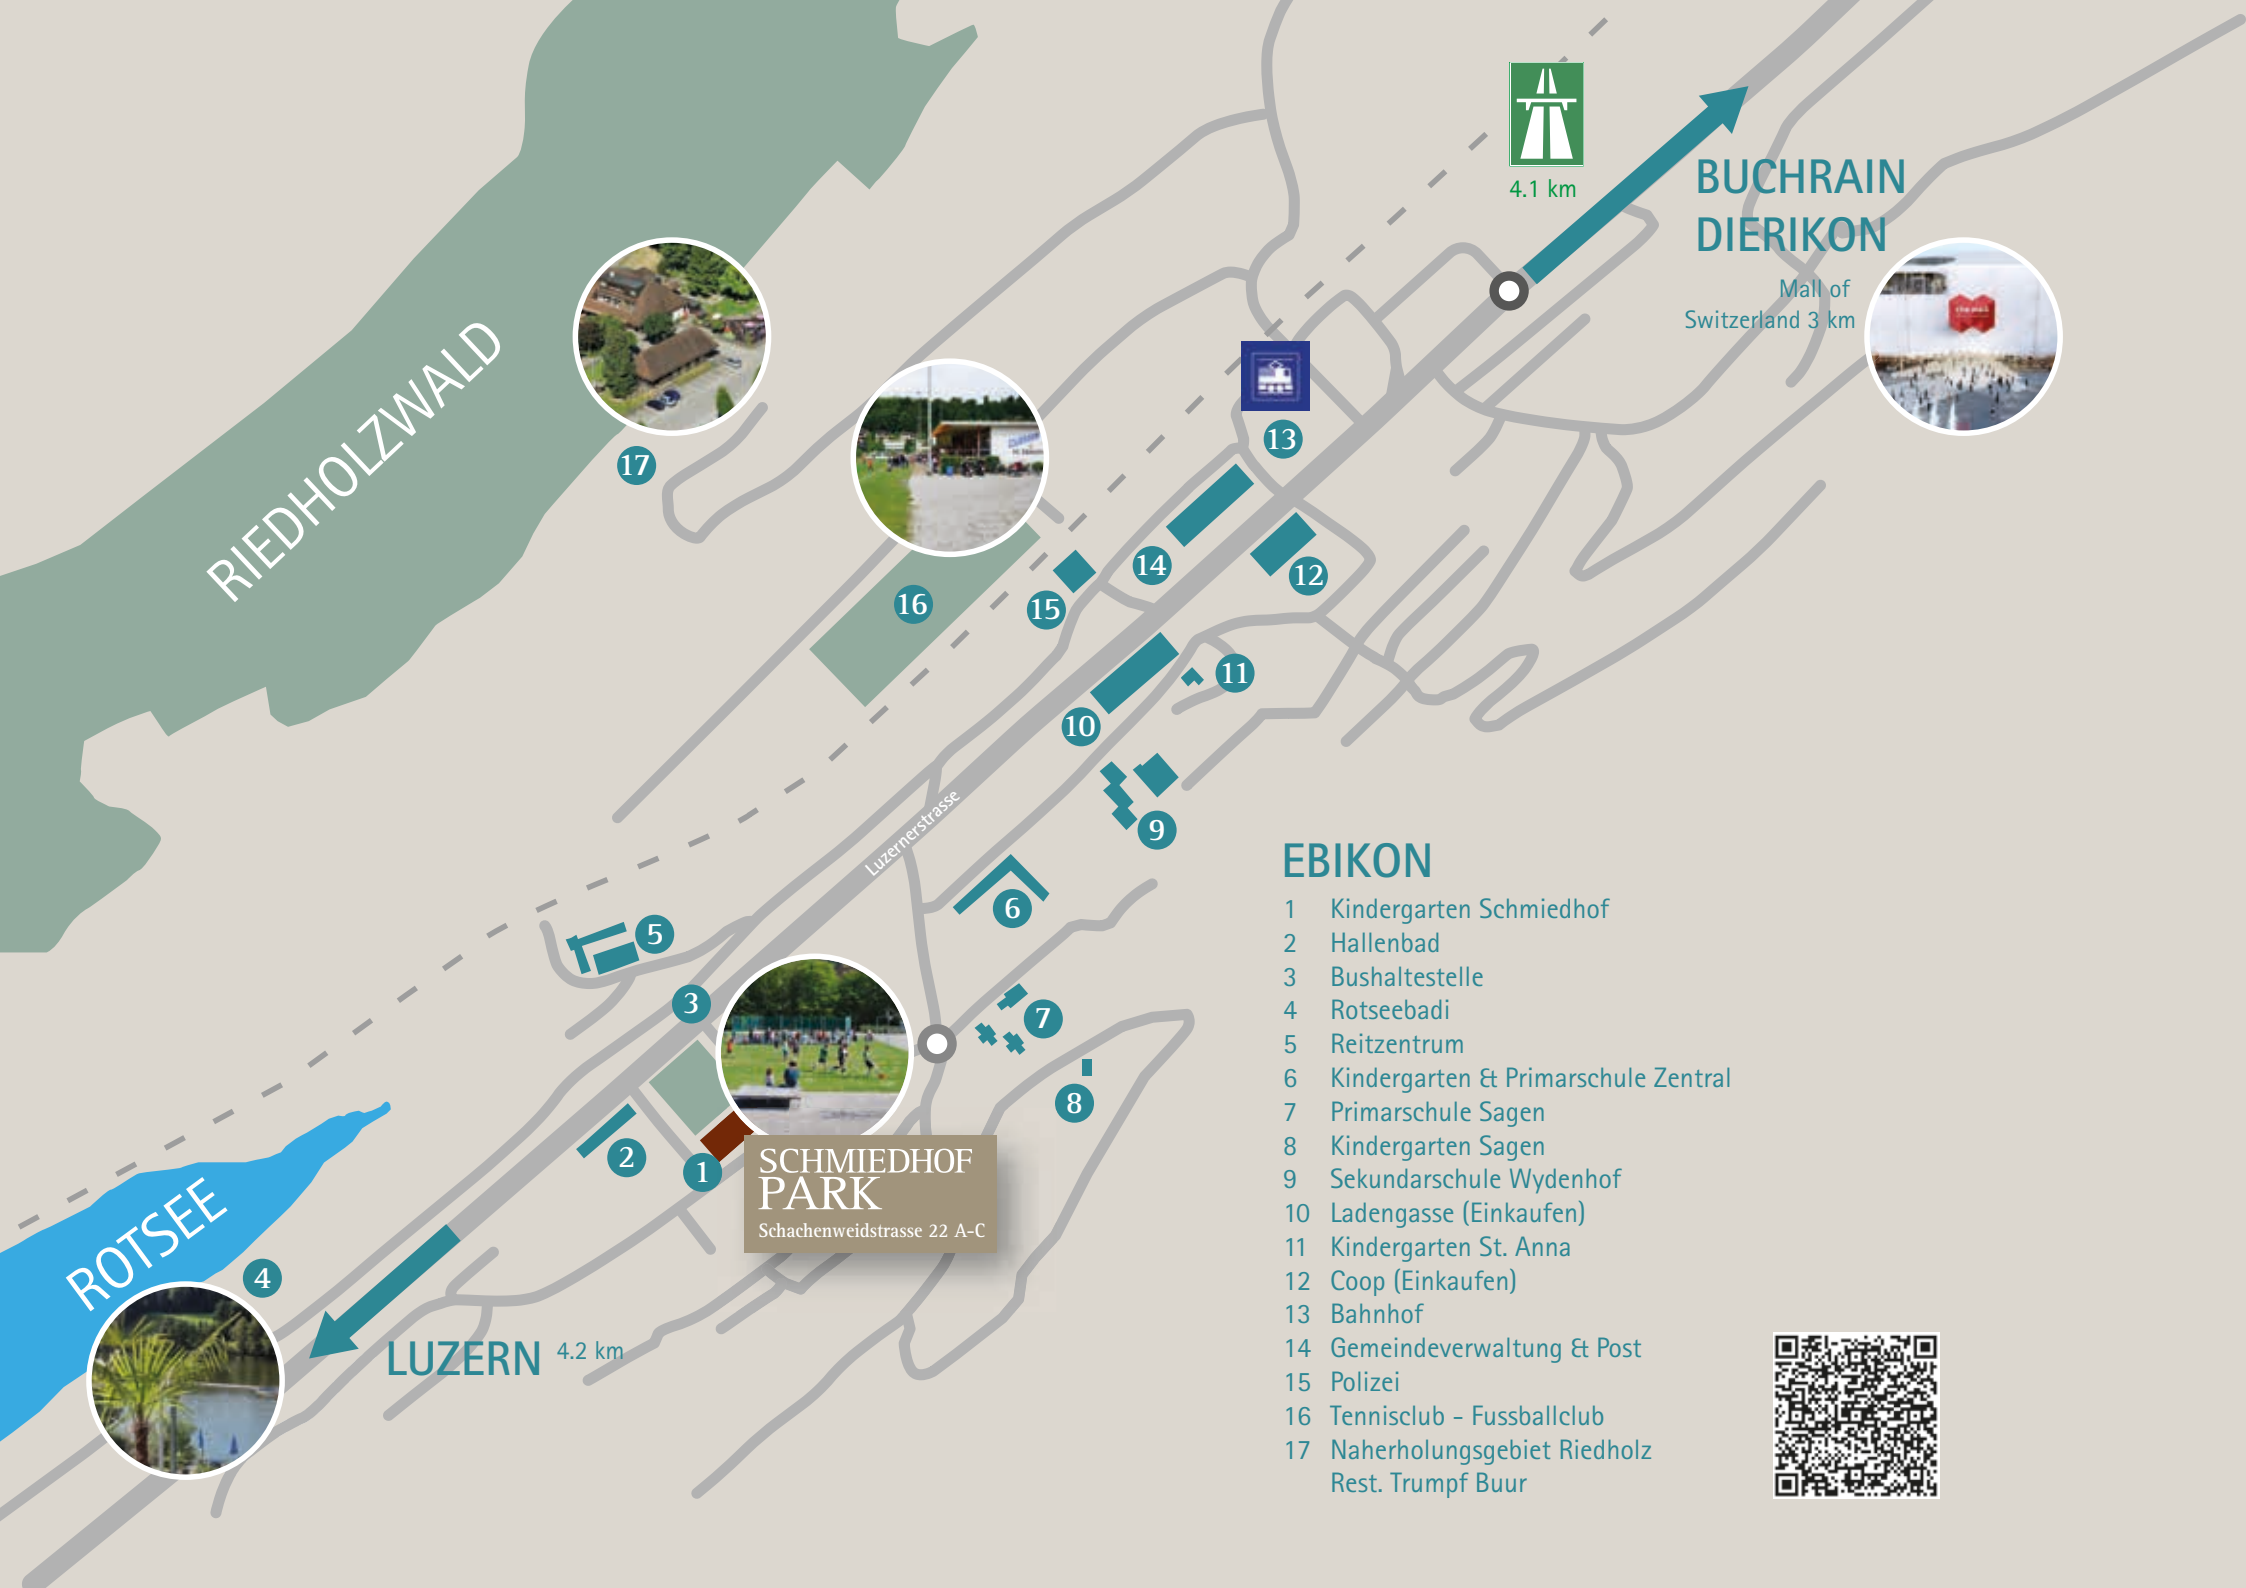 4.1 km
BUCHRAIN
DIERIKON
Mall of
Switzerland 3 km
RIEDHOLZWALD
17
13
14
12
16
15
11
10
Luzernerstrasse
9
6
5
3
7
8
2
1
SCHMIEDHOF
PARK
Schachenweidstrasse 22 A-C
ROTSEE
4
LUZERN 4.2 km
EBIKON
1 Kindergarten Schmiedhof
2 Hallenbad
3 Bushaltestelle
4 Rotseebadi
5 Reitzentrum
6 Kindergarten & Primarschule Zentral
7 Primarschule Sagen
8 Kindergarten Sagen
9 Sekundarschule Wydenhof
10 Ladengasse (Einkaufen)
11 Kindergarten St. Anna
12 Coop (Einkaufen)
13 Bahnhof
14 Gemeindeverwaltung & Post
15 Polizei
16 Tennisclub - Fussballclub
17 Naherholungsgebiet Riedholz
Rest. Trumpf Buur